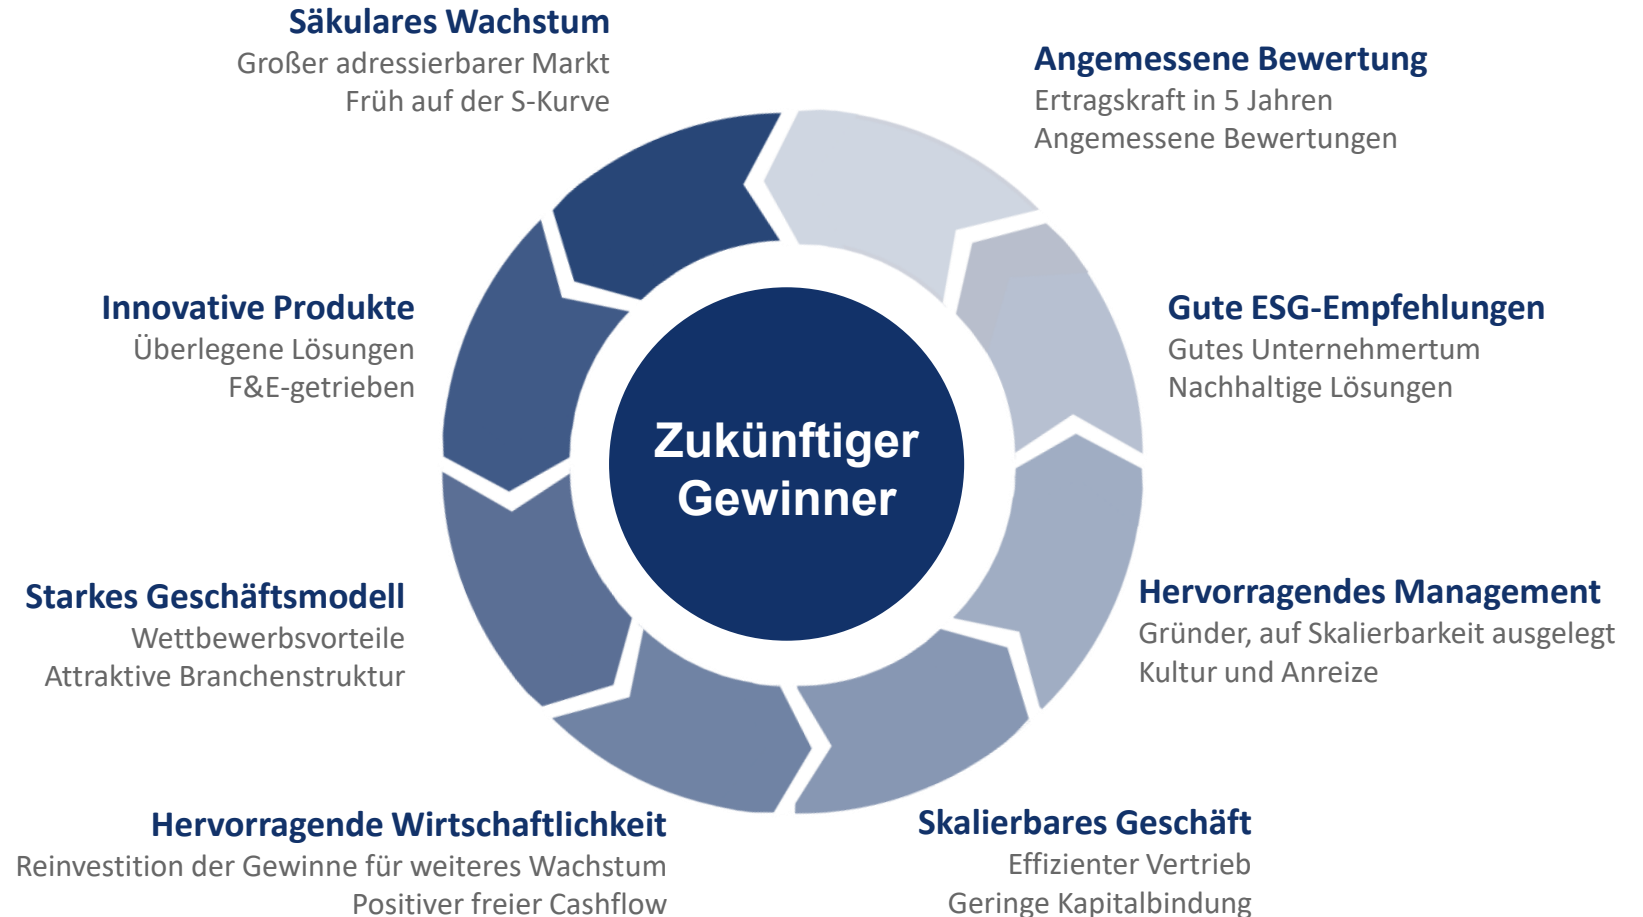 Säkulares Wachstum
Großer adressierbarer Markt
Früh auf der S-Kurve
Angemessene Bewertung
Ertragskraft in 5 Jahren
Angemessene Bewertungen
Innovative Produkte
Überlegene Lösungen
F&E-getrieben
Gute ESG-Empfehlungen
Gutes Unternehmertum
Nachhaltige Lösungen
Zukünftiger
Gewinner
Starkes Geschäftsmodell
Wettbewerbsvorteile
Attraktive Branchenstruktur
Hervorragendes Management
Gründer, auf Skalierbarkeit ausgelegt
Kultur und Anreize
Hervorragende Wirtschaftlichkeit
Reinvestition der Gewinne für weiteres Wachstum
Positiver freier Cashflow
Skalierbares Geschäft
Effizienter Vertrieb
Geringe Kapitalbindung